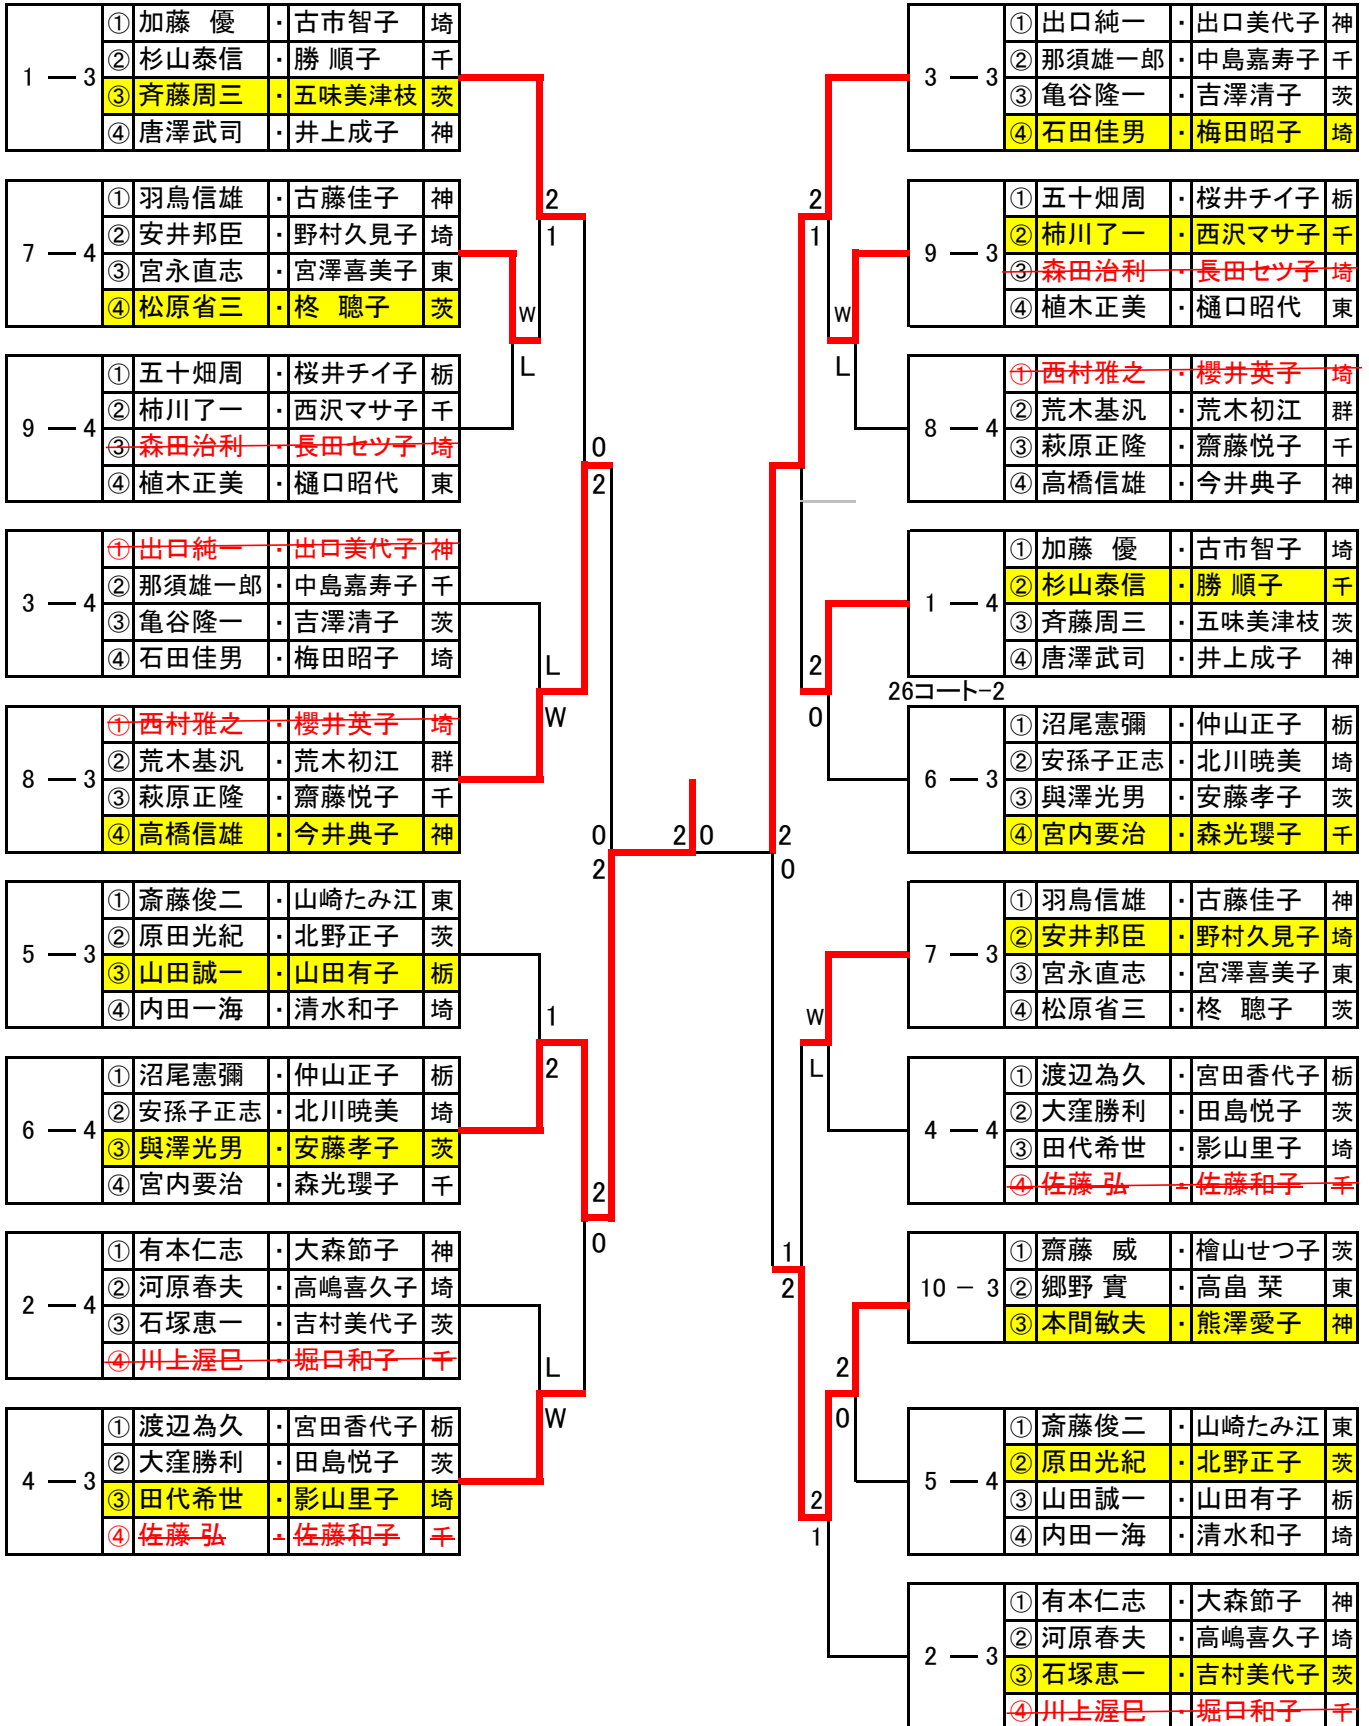 1 — 3
① 加藤 優 ・ 古市智子 埼
② 杉山泰信 ・ 勝 順子 千
③ 斉藤周三 ・ 五味美津枝 茨
④ 唐澤武司 ・ 井上成子 神
7 — 4
① 羽鳥信雄 ・ 古藤佳子 神
② 安井邦臣 ・ 野村久見子 埼
③ 宮永直志 ・ 宮澤喜美子 東
④ 松原省三 ・ 柊 聰子 茨
9 — 4
① 五十畑周 ・ 桜井チイ子 栃
② 柿川了一 ・ 西沢マサ子 千
③ 森田治利 ・ 長田セツ子 埼
④ 植木正美 ・ 樋口昭代 東
3 — 4
① 出口純一 ・ 出口美代子 神
② 那須雄一郎 ・ 中島嘉寿子 千
③ 亀谷隆一 ・ 吉澤清子 茨
④ 石田佳男 ・ 梅田昭子 埼
8 — 3
① 西村雅之 ・ 櫻井英子 埼
② 荒木基汎 ・ 荒木初江 群
③ 萩原正隆 ・ 齋藤悦子 千
④ 高橋信雄 ・ 今井典子 神
5 — 3
① 斎藤俊二 ・ 山崎たみ江 東
② 原田光紀 ・ 北野正子 茨
③ 山田誠一 ・ 山田有子 栃
④ 内田一海 ・ 清水和子 埼
6 — 4
① 沼尾憲彌 ・ 仲山正子 栃
② 安孫子正志 ・ 北川暁美 埼
③ 與澤光男 ・ 安藤孝子 茨
④ 宮内要治 ・ 森光瓔子 千
2 — 4
① 有本仁志 ・ 大森節子 神
② 河原春夫 ・ 高嶋喜久子 埼
③ 石塚恵一 ・ 吉村美代子 茨
④ 川上渥巳 ・ 堀口和子 千
4 — 3
① 渡辺為久 ・ 宮田香代子 栃
② 大窪勝利 ・ 田島悦子 茨
③ 田代希世 ・ 影山里子 埼
④ 佐藤 弘 ・ 佐藤和子 千
2
1
W
L
0
2
L
W
0
2
1
2
2
0
L
W
2 0
2
1
W
L
2
0
26コート-2
2
0
W
L
1
2
2
0
2
1
3 — 3
① 出口純一 ・ 出口美代子 神
② 那須雄一郎 ・ 中島嘉寿子 千
③ 亀谷隆一 ・ 吉澤清子 茨
④ 石田佳男 ・ 梅田昭子 埼
9 — 3
① 五十畑周 ・ 桜井チイ子 栃
② 柿川了一 ・ 西沢マサ子 千
③ 森田治利 ・ 長田セツ子 埼
④ 植木正美 ・ 樋口昭代 東
8 — 4
① 西村雅之 ・ 櫻井英子 埼
② 荒木基汎 ・ 荒木初江 群
③ 萩原正隆 ・ 齋藤悦子 千
④ 高橋信雄 ・ 今井典子 神
1 — 4
① 加藤 優 ・ 古市智子 埼
② 杉山泰信 ・ 勝 順子 千
③ 斉藤周三 ・ 五味美津枝 茨
④ 唐澤武司 ・ 井上成子 神
6 — 3
① 沼尾憲彌 ・ 仲山正子 栃
② 安孫子正志 ・ 北川暁美 埼
③ 與澤光男 ・ 安藤孝子 茨
④ 宮内要治 ・ 森光瓔子 千
7 — 3
① 羽鳥信雄 ・ 古藤佳子 神
② 安井邦臣 ・ 野村久見子 埼
③ 宮永直志 ・ 宮澤喜美子 東
④ 松原省三 ・ 柊 聰子 茨
4 — 4
① 渡辺為久 ・ 宮田香代子 栃
② 大窪勝利 ・ 田島悦子 茨
③ 田代希世 ・ 影山里子 埼
④ 佐藤 弘 ・ 佐藤和子 千
10 − 3
① 齋藤 威 ・ 檜山せつ子 茨
② 郷野 實 ・ 高畠 栞 東
③ 本間敏夫 ・ 熊澤愛子 神
5 — 4
① 斎藤俊二 ・ 山崎たみ江 東
② 原田光紀 ・ 北野正子 茨
③ 山田誠一 ・ 山田有子 栃
④ 内田一海 ・ 清水和子 埼
2 — 3
① 有本仁志 ・ 大森節子 神
② 河原春夫 ・ 高嶋喜久子 埼
③ 石塚恵一 ・ 吉村美代子 茨
④ 川上渥巳 ・ 堀口和子 千